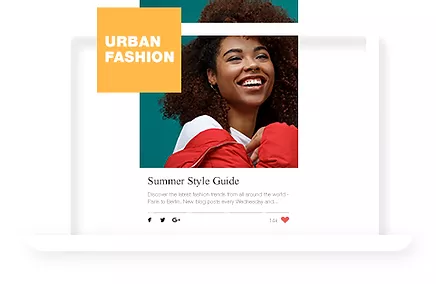 URBAN
FASHION
Summer Style Guide
Discover the latest fashion trends from all around the world -
Paris to Berlin. New blog posts every Wednesday and...
G+